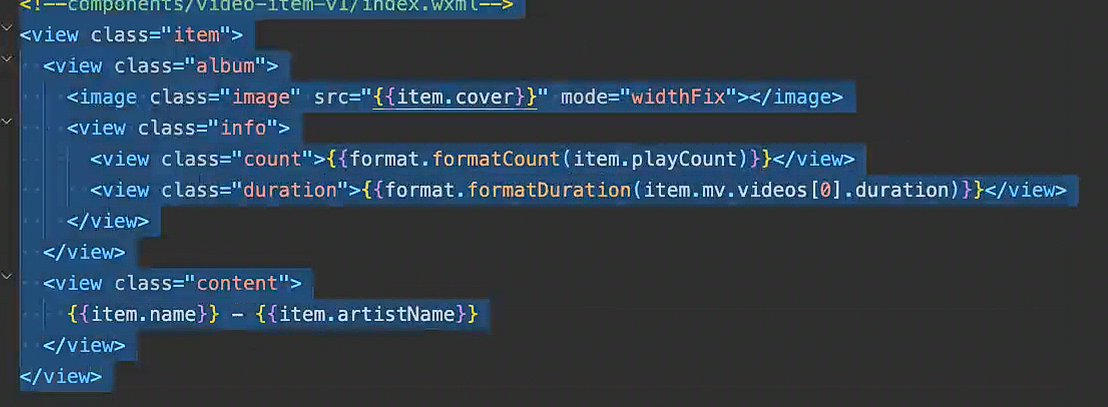 <!--components/video-item-v1/index.wxml-->
<view class="item">
<view class="album">
<image class="image" src="{{item.cover}}" mode="widthFix"></image>
<view class="info">
<view class="count">{{format.formatCount(item.playCount)}}</view>
<view class="duration">{{format.formatDuration(item.mv.videos[0].duration)}}</view>
</view>
</view>
<view class="content">
{{item.name}} - {{item.artistName}}
</view>
</view>